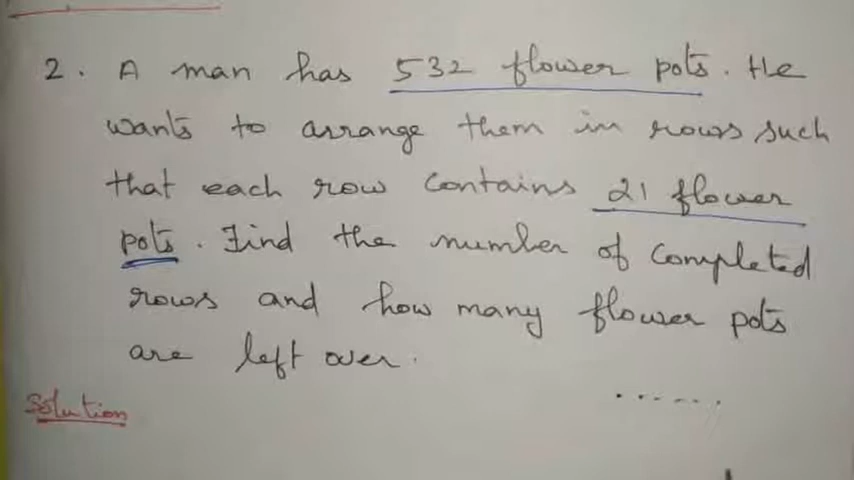 2. A man has 532 flower pots. He
wants to arrange them in rows such
that each row contains 21 flower
pots. Find the number of completed
rows and how many flower pots
are left over.
Solution
......